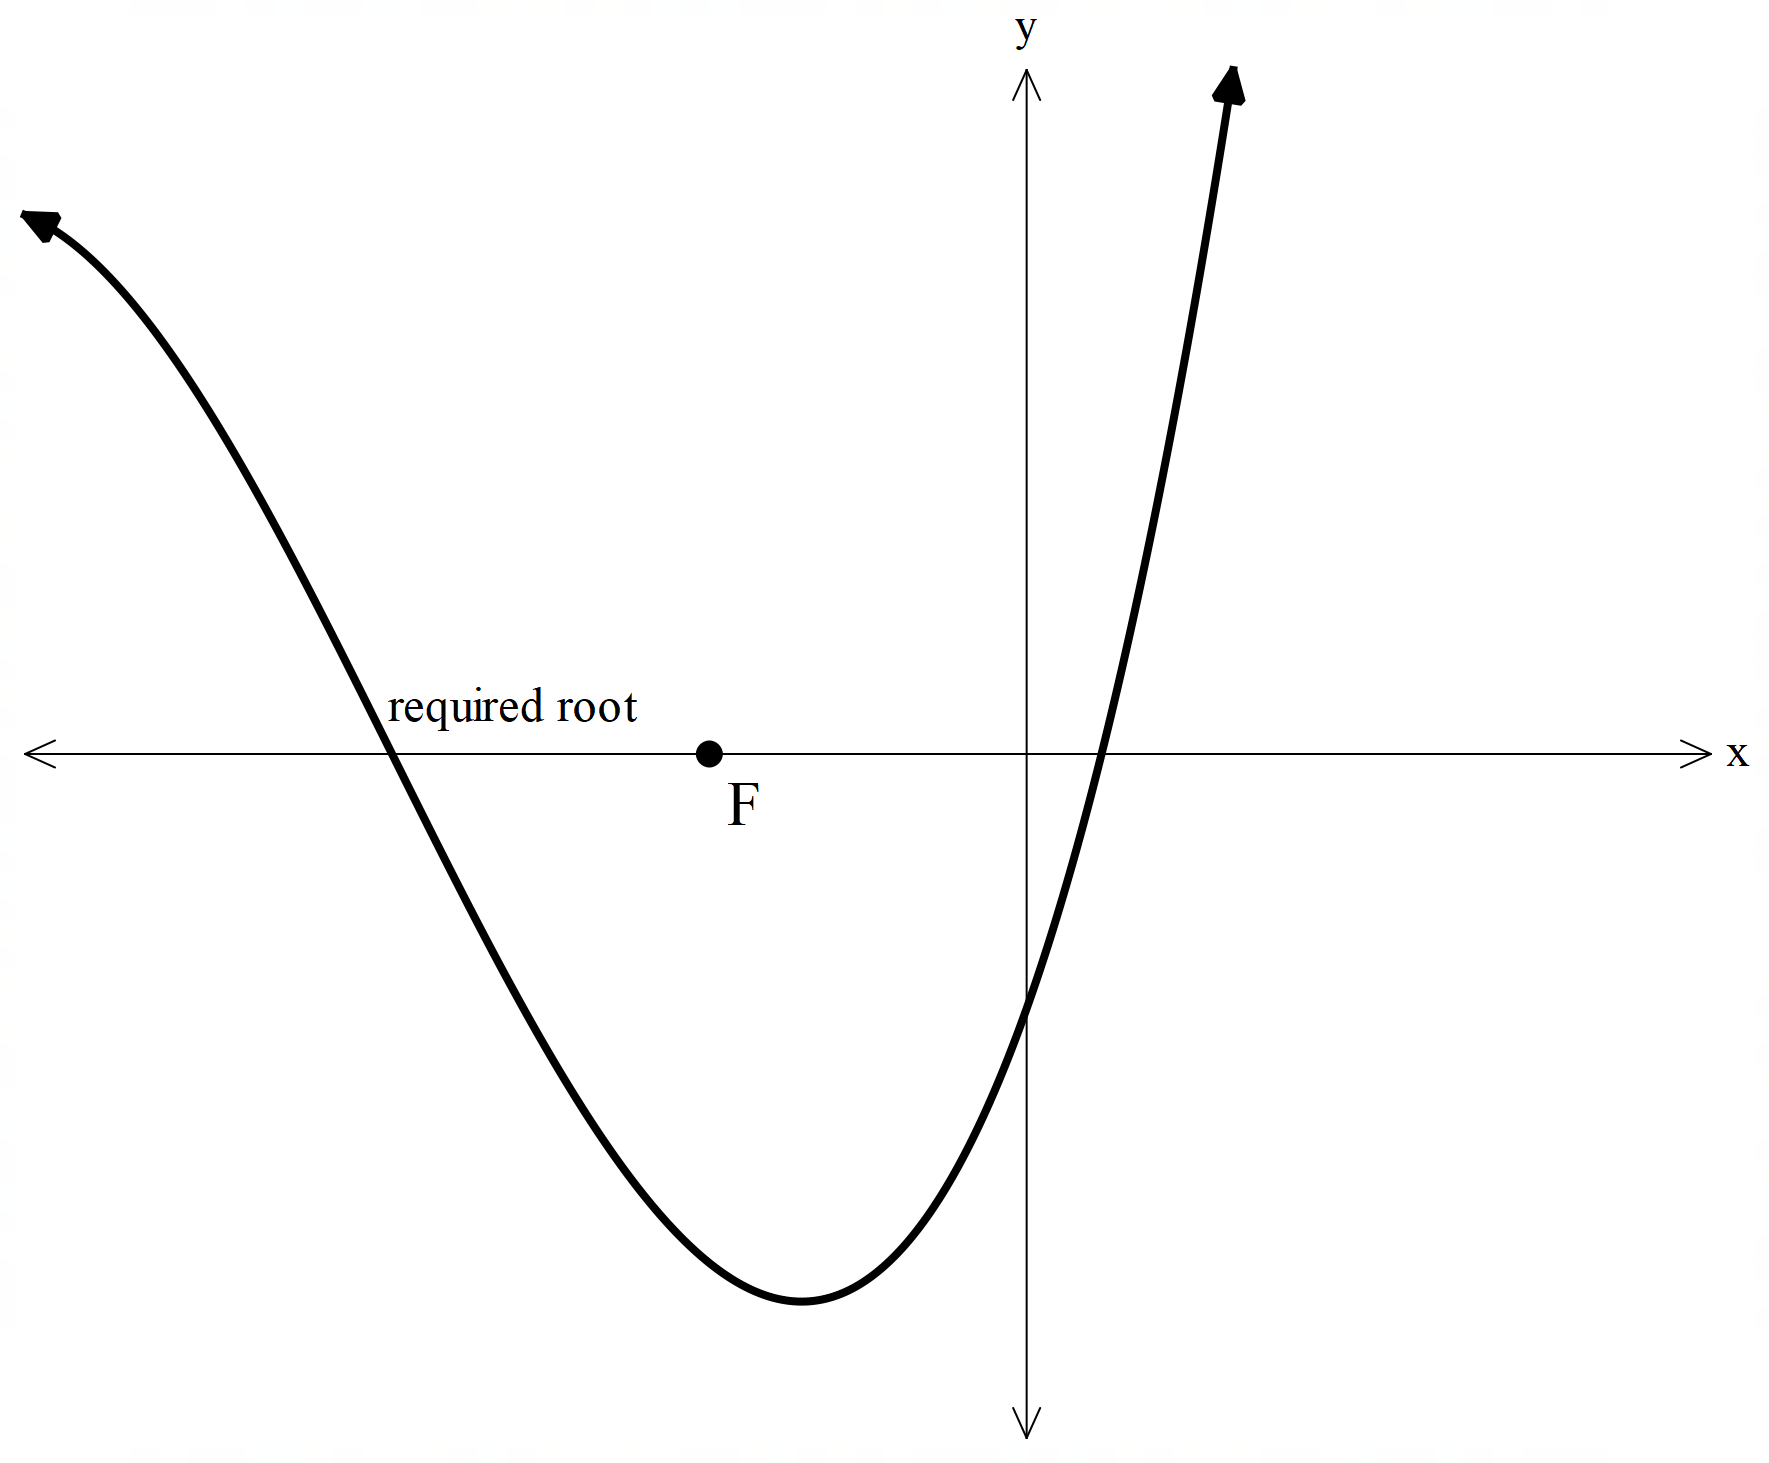 y
required root
x
F